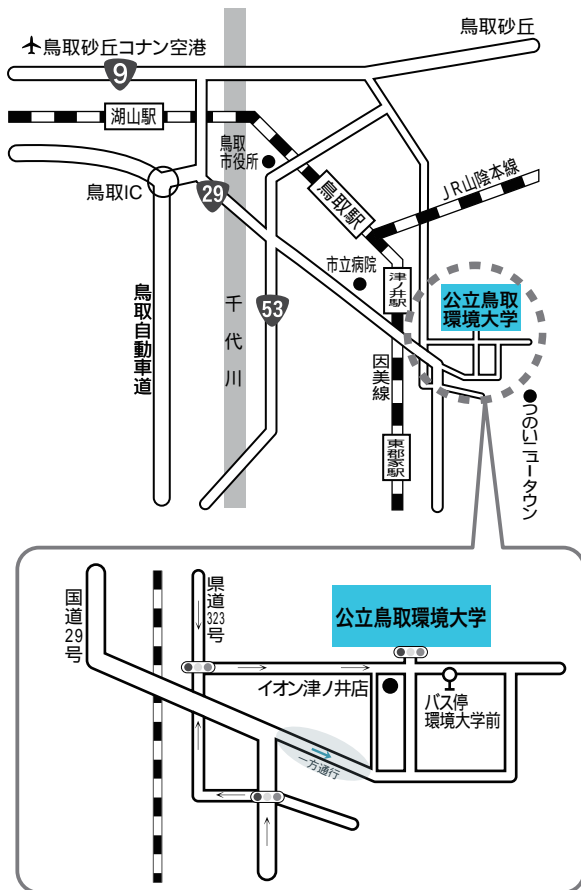 鳥取砂丘
鳥取砂丘コナン空港
9
湖山駅
鳥取
市役所
鳥取駅
JR山陰本線
鳥取IC
29
市立病院
津ノ井駅
公立鳥取
環境大学
鳥取自動車道
千代川
53
因美線
東郡家駅
つのいニュータウン
国道29号
県道323号
公立鳥取環境大学
イオン津ノ井店
バス停
環境大学前
一方通行